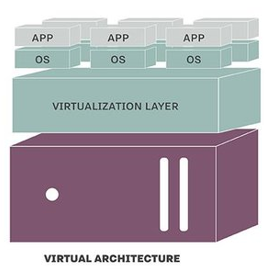 APP APP APP
OS OS OS
VIRTUALIZATION LAYER
VIRTUAL ARCHITECTURE